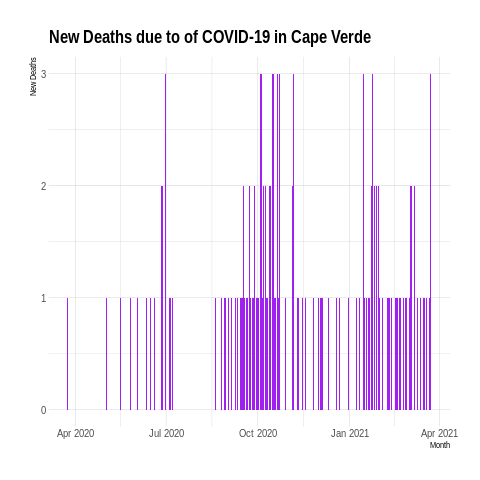 New Deaths due to of COVID-19 in Cape Verde
New Deaths
3
2
1
0
Apr 2020 Jul 2020 Oct 2020 Jan 2021 Apr 2021
Month